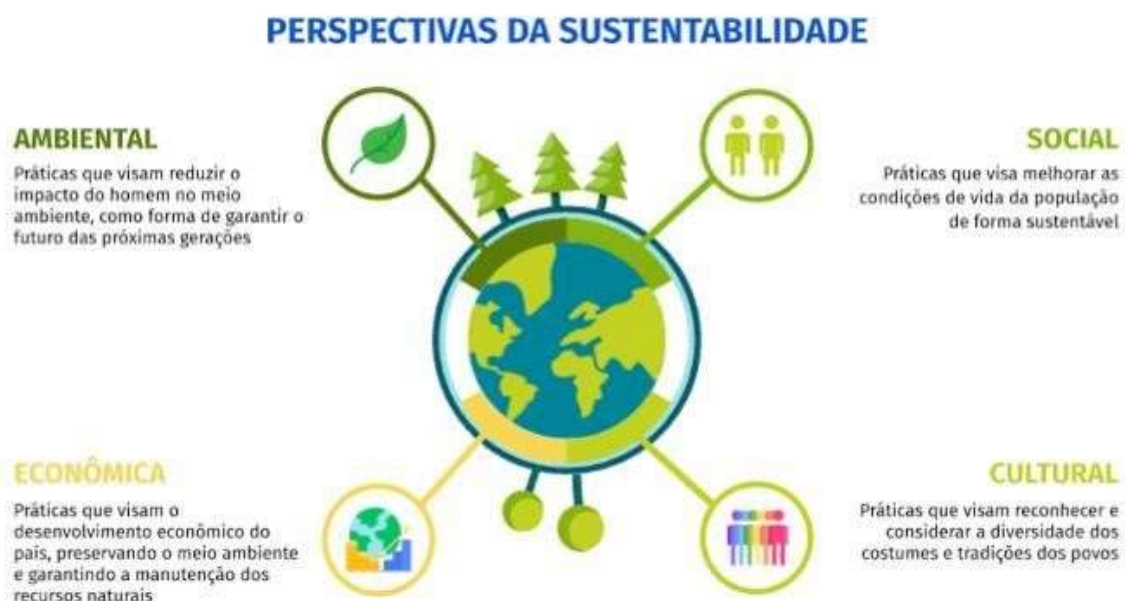 PERSPECTIVAS DA SUSTENTABILIDADE
AMBIENTAL
Práticas que visam reduzir o
impacto do homem no meio
ambiente, como forma de garantir o
futuro das próximas gerações
SOCIAL
Práticas que visa melhorar as
condições de vida da população
de forma sustentável
ECONÔMICA
Práticas que visam o
desenvolvimento econômico do
país, preservando o meio ambiente
e garantindo a manutenção dos
recursos naturais
CULTURAL
Práticas que visam reconhecer e
considerar a diversidade dos
costumes e tradições dos povos